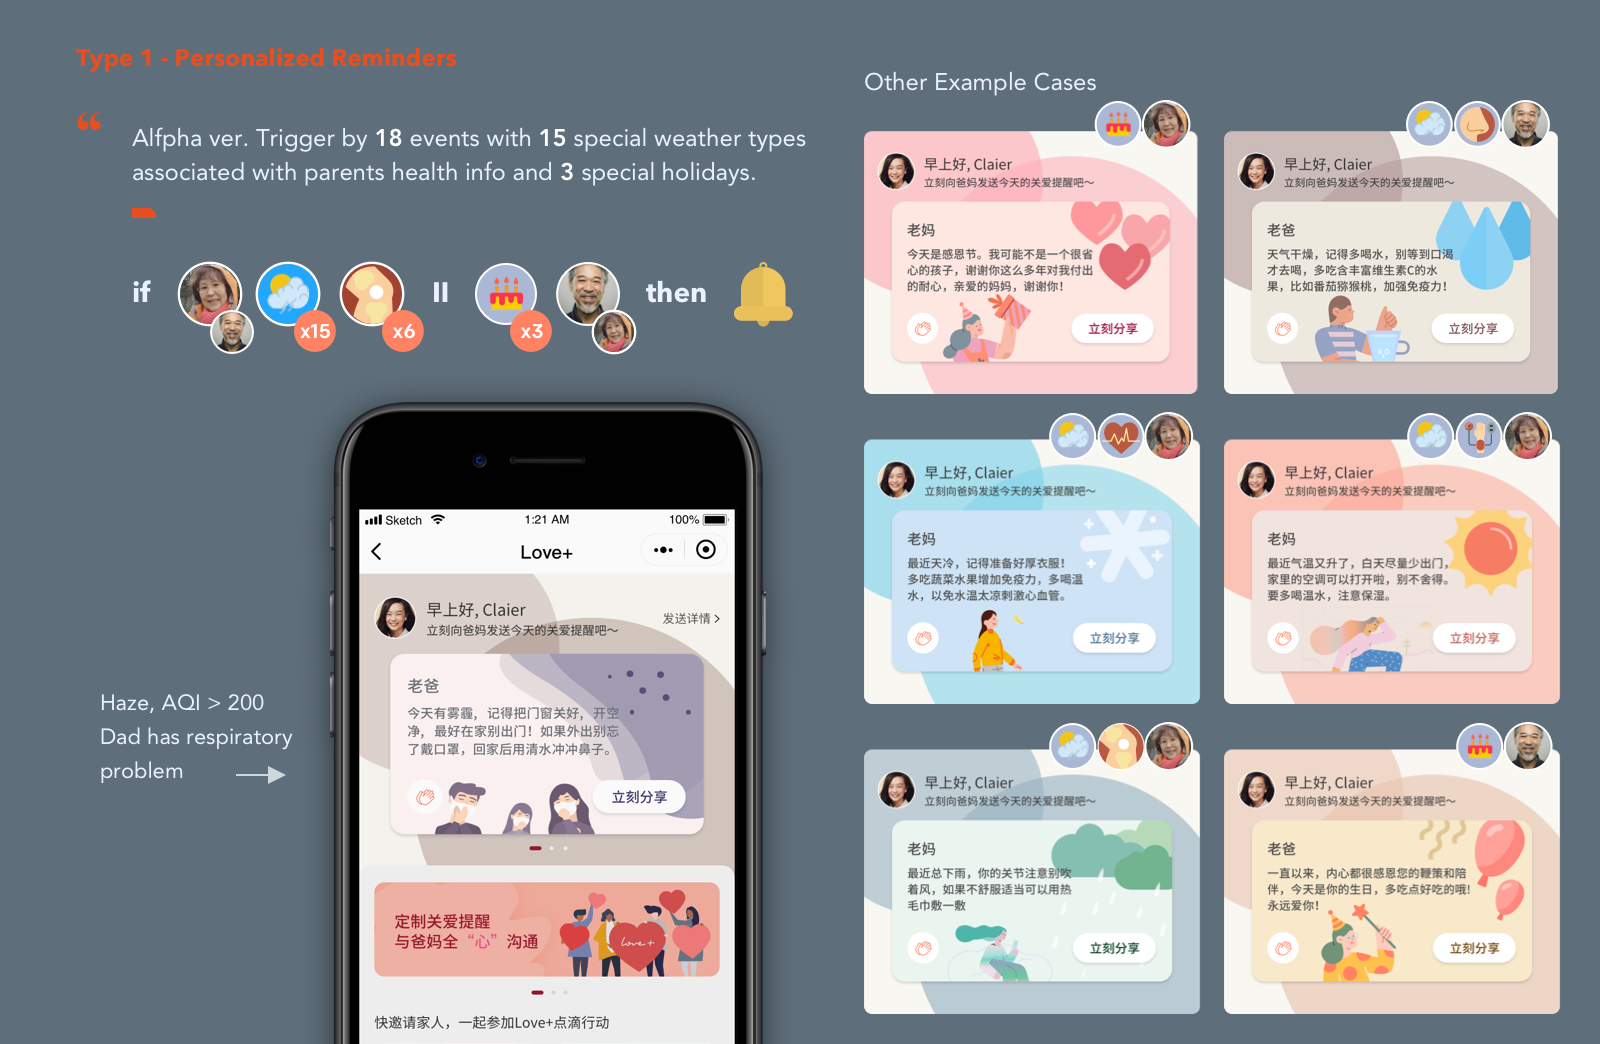 Type 1 - Personalized Reminders
“
Alfpha ver. Trigger by 18 events with 15 special weather types
associated with parents health info and 3 special holidays.
if
x15
x6
II
x3
then
Haze, AQI > 200
Dad has respiratory
problem
Sketch
1:21 AM
100%
Love+
早上好, Claier
立刻向爸妈发送今天的关爱提醒吧～
发送详情
老爸
今天有雾霾，记得把门窗关好，开空
净，最好在家别出门！如果外出别忘
了戴口罩，回家后用清水冲冲鼻子。
立刻分享
定制关爱提醒
与爸妈全“心”沟通
love+
快邀请家人，一起参加Love+点滴行动
Other Example Cases
早上好, Claier
立刻向爸妈发送今天的关爱提醒吧～
老妈
今天是感恩节。我可能不是一个很省
心的孩子，谢谢你这么多年对我付出
的耐心，亲爱的妈妈，谢谢你！
立刻分享
早上好, Claier
立刻向爸妈发送今天的关爱提醒吧～
老爸
天气干燥，记得多喝水，别等到口渴
才去喝，多吃含丰富维生素C的水
果，比如番茄猕猴桃，加强免疫力！
H₂O
立刻分享
早上好, Claier
立刻向爸妈发送今天的关爱提醒吧～
老妈
最近天冷，记得准备好厚衣服！
多吃蔬菜水果增加免疫力，多喝温
水，以免水温太凉刺激心血管。
立刻分享
早上好, Claier
立刻向爸妈发送今天的关爱提醒吧～
老妈
最近气温又升了，白天尽量少出门，
家里的空调可以打开啦，别不舍得。
要多喝温水，注意保湿。
立刻分享
早上好, Claier
立刻向爸妈发送今天的关爱提醒吧～
老妈
最近总下雨，你的关节注意别吹
着风，如果不舒服适当可以用热
毛巾敷一敷
立刻分享
早上好, Claier
立刻向爸妈发送今天的关爱提醒吧～
老爸
一直以来，内心都很感恩您的鞭策和陪
伴，今天是你的生日，多吃点好吃的哦!
永远爱你！
立刻分享